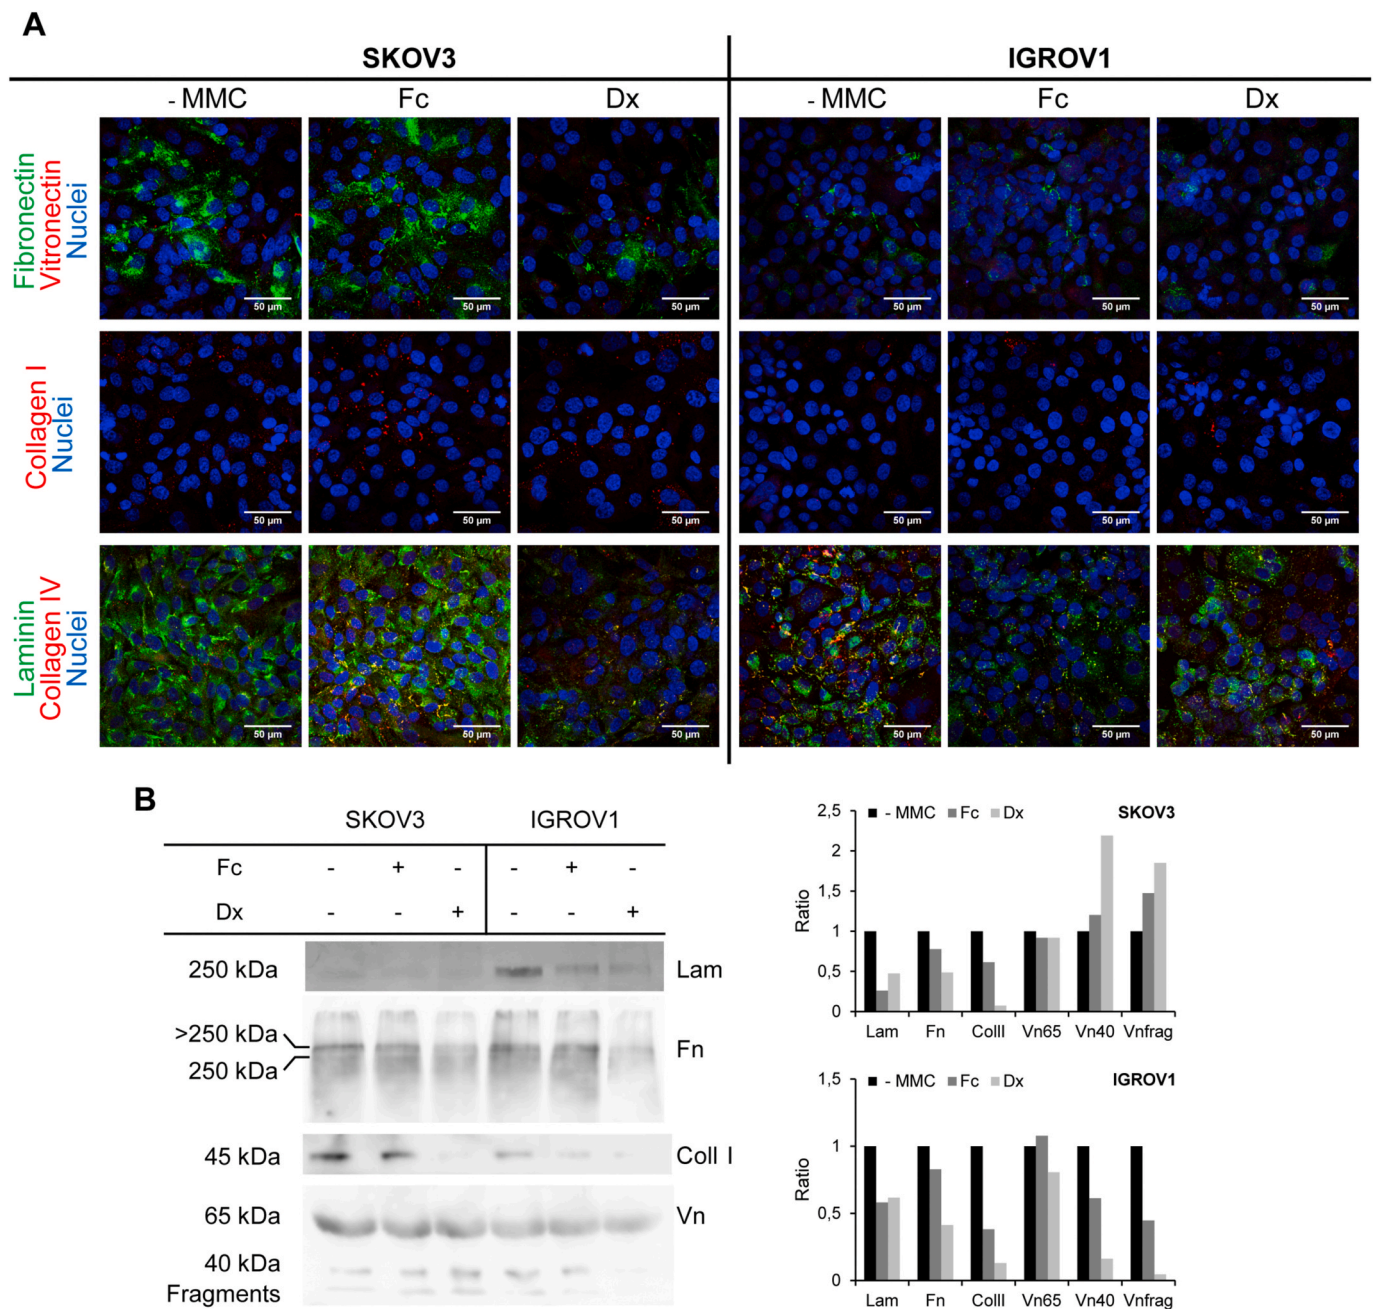 A
SKOV3
IGROV1
- MMC
Fc
Dx
- MMC
Fc
Dx
Fibronectin
Vitronectin
Nuclei
50 µm
50 µm
50 µm
50 µm
50 µm
50 µm
Collagen I
Nuclei
50 µm
50 µm
50 µm
50 µm
50 µm
50 µm
Laminin
Collagen IV
Nuclei
50 µm
50 µm
50 µm
50 µm
50 µm
50 µm
B
SKOV3
IGROV1
Fc - + - - + -
Dx - - + - - +
250 kDa
Lam
>250 kDa
250 kDa
Fn
45 kDa
Coll I
65 kDa
Vn
40 kDa
Fragments
- MMC Fc Dx
SKOV3
2,5
2
1,5
1
0,5
0
Ratio
Lam Fn ColII Vn65 Vn40 Vnfrag
- MMC Fc Dx
IGROV1
1,5
1
0,5
0
Ratio
Lam Fn ColII Vn65 Vn40 Vnfrag